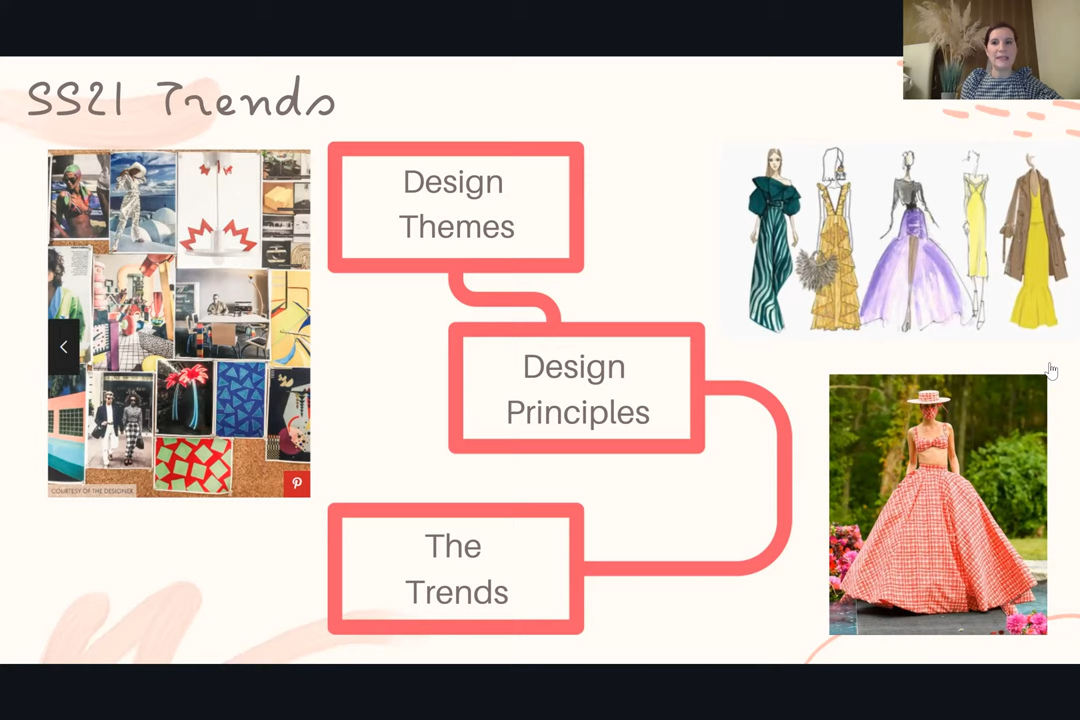 SS21 Trends
Design
Themes
Design
Principles
The
Trends
COURTESY OF THE DESIGNER